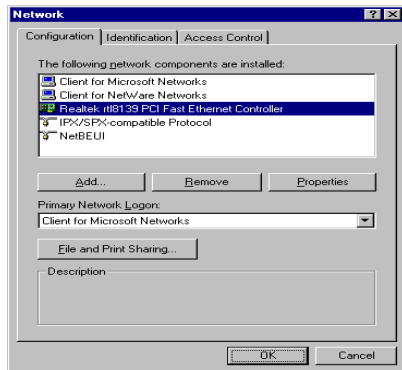 Network
Configuration Identification Access Control
The following network components are installed:
Client for Microsoft Networks
Client for NetWare Networks
Realtek rtl8139 PCI Fast Ethernet Controller
IPX/SPX-compatible Protocol
NetBEUI
Add... Remove Properties
Primary Network Logon:
Client for Microsoft Networks
File and Print Sharing...
Description
OK Cancel